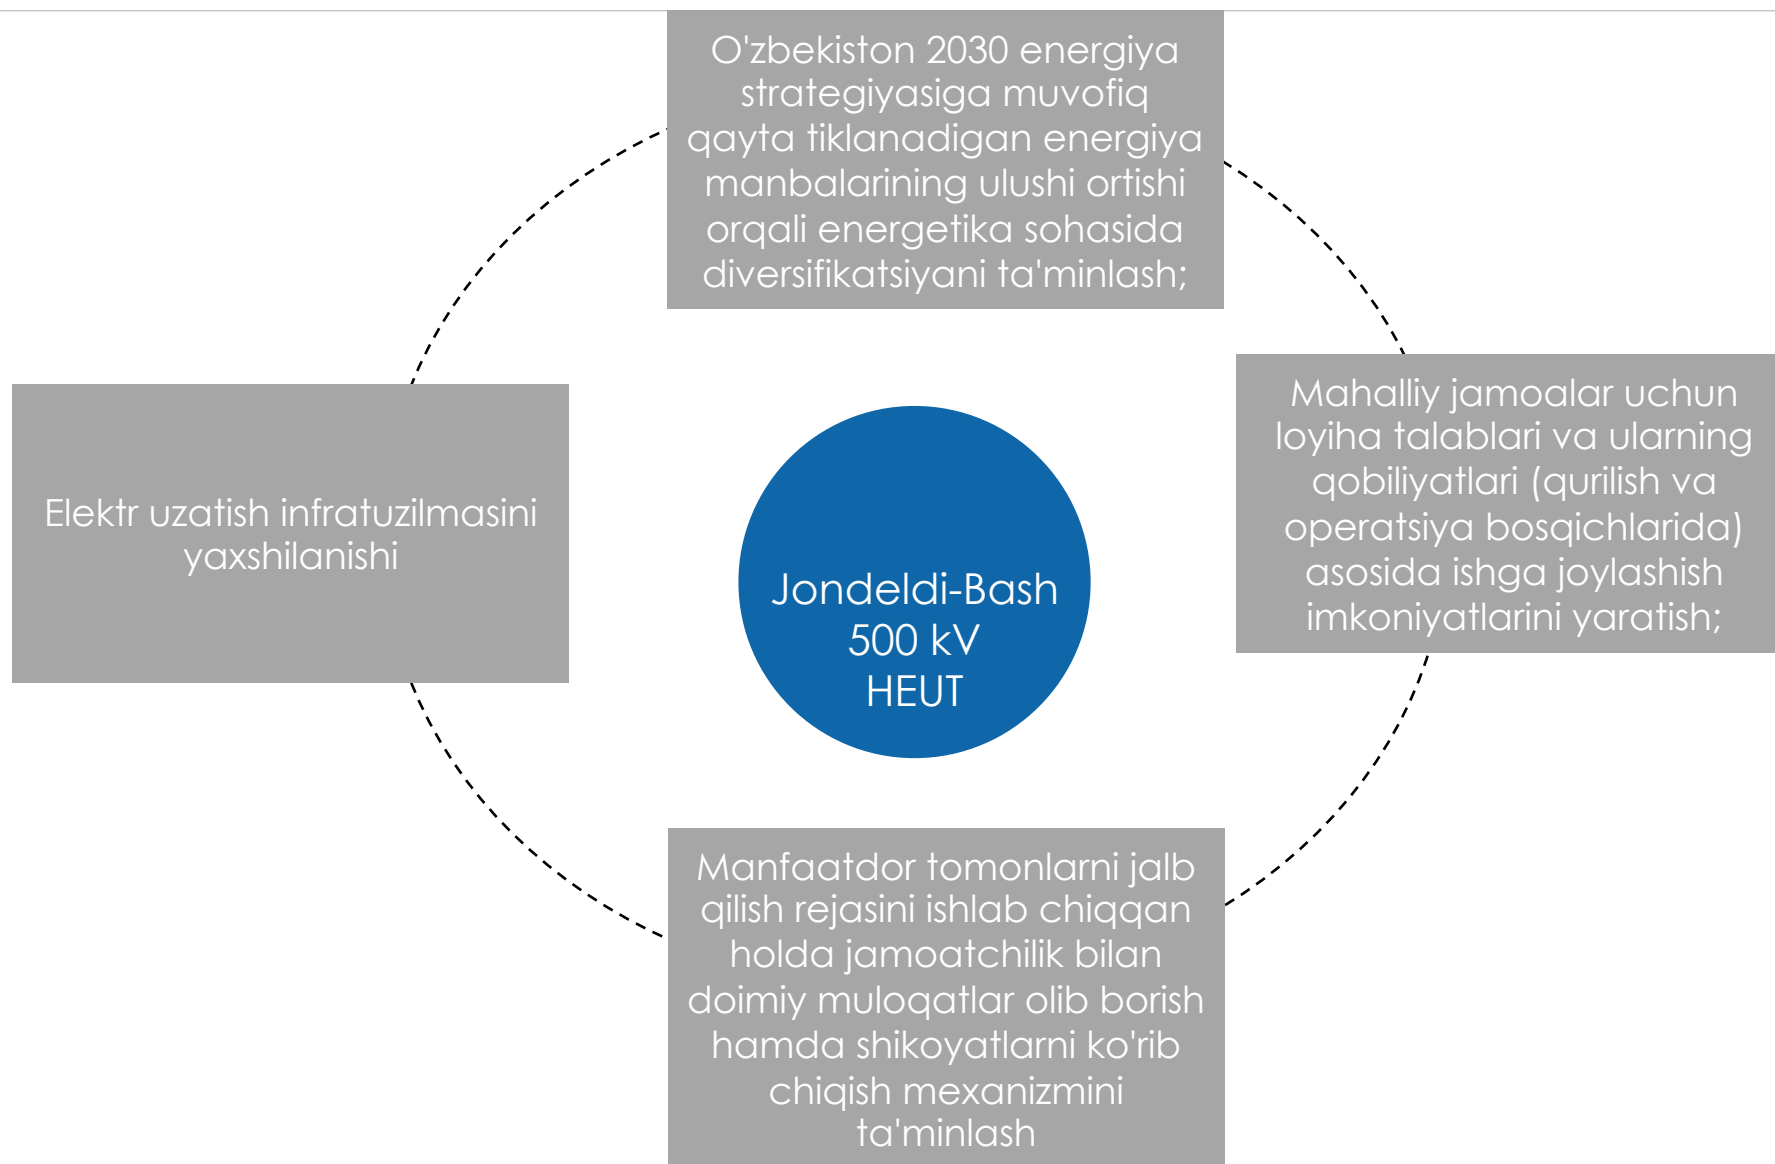 O'zbekiston 2030 energiya
strategiyasiga muvofiq
qayta tiklanadigan energiya
manbalarining ulushi ortishi
orqali energetika sohasida
diversifikatsiyani ta'minlash;
Mahalliy jamoalar uchun
loyiha talablari va ularning
qobiliyatlari (qurilish va
operatsiya bosqichlarida)
asosida ishga joylashish
imkoniyatlarini yaratish;
Elektr uzatish infratuzilmasini
yaxshilanishi
Jondeldi-Bash
500 kV
HEUT
Manfaatdor tomonlarni jalb
qilish rejasini ishlab chiqqan
holda jamoatchilik bilan
doimiy muloqatlar olib borish
hamda shikoyatlarni ko'rib
chiqish mexanizmini
ta'minlash